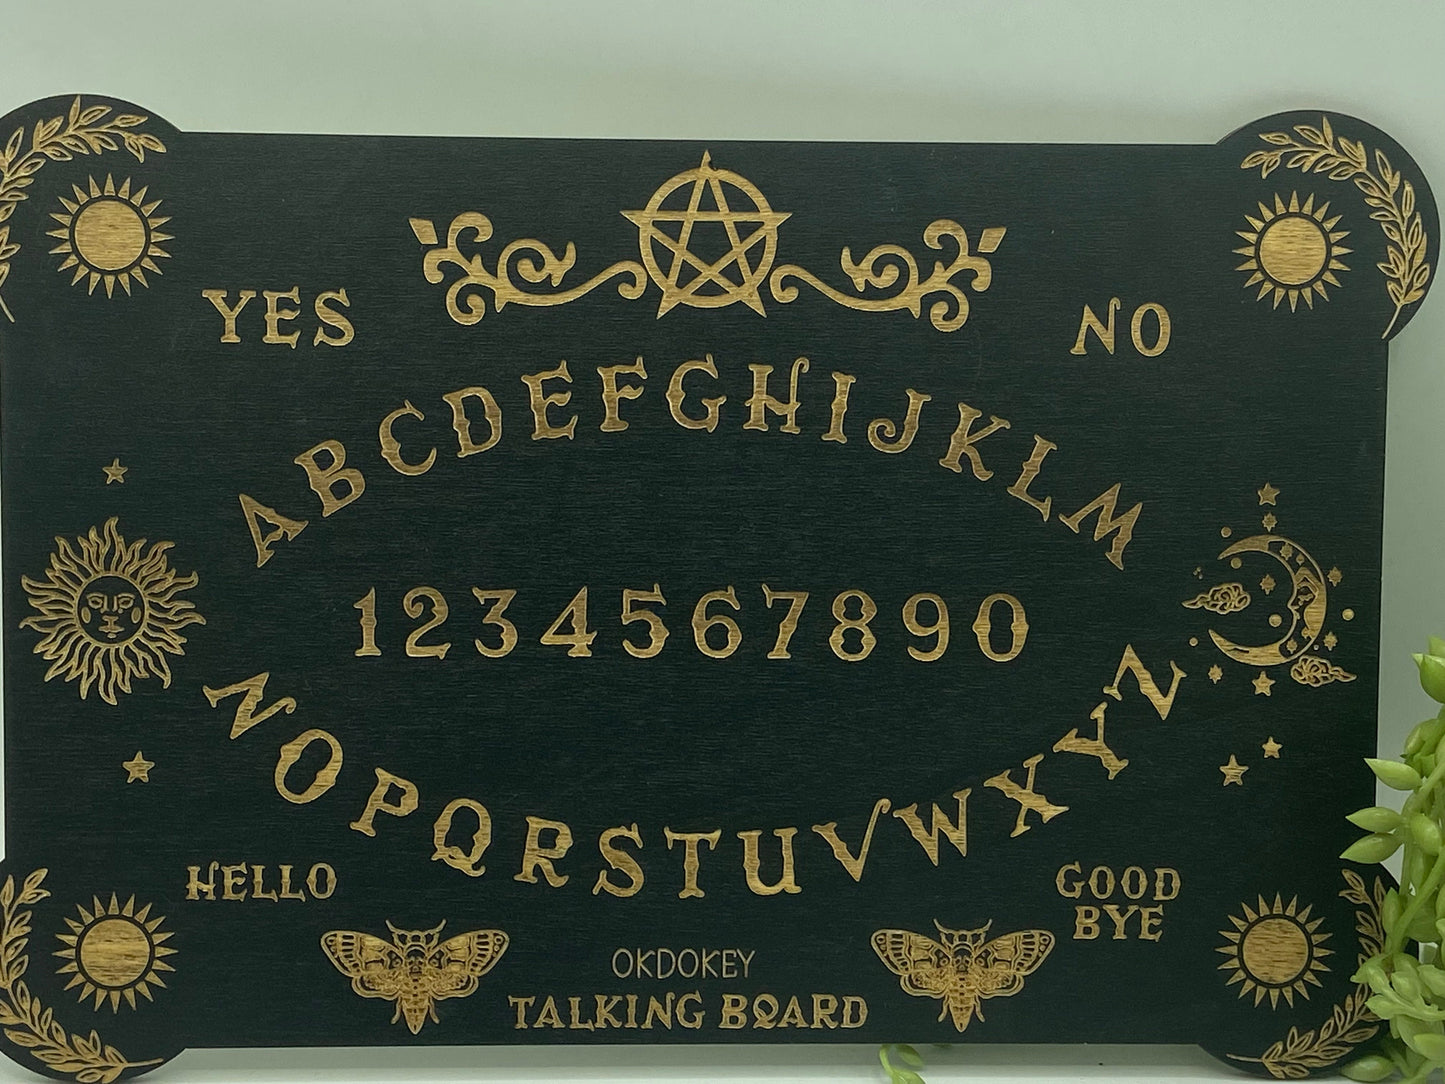 YES
NO
ABCDEFGHIJKLM
1234567890
NOPQRSTUVWXYZ
HELLO
GOOD
BYE
OKDOKEY
TALKING BOARD